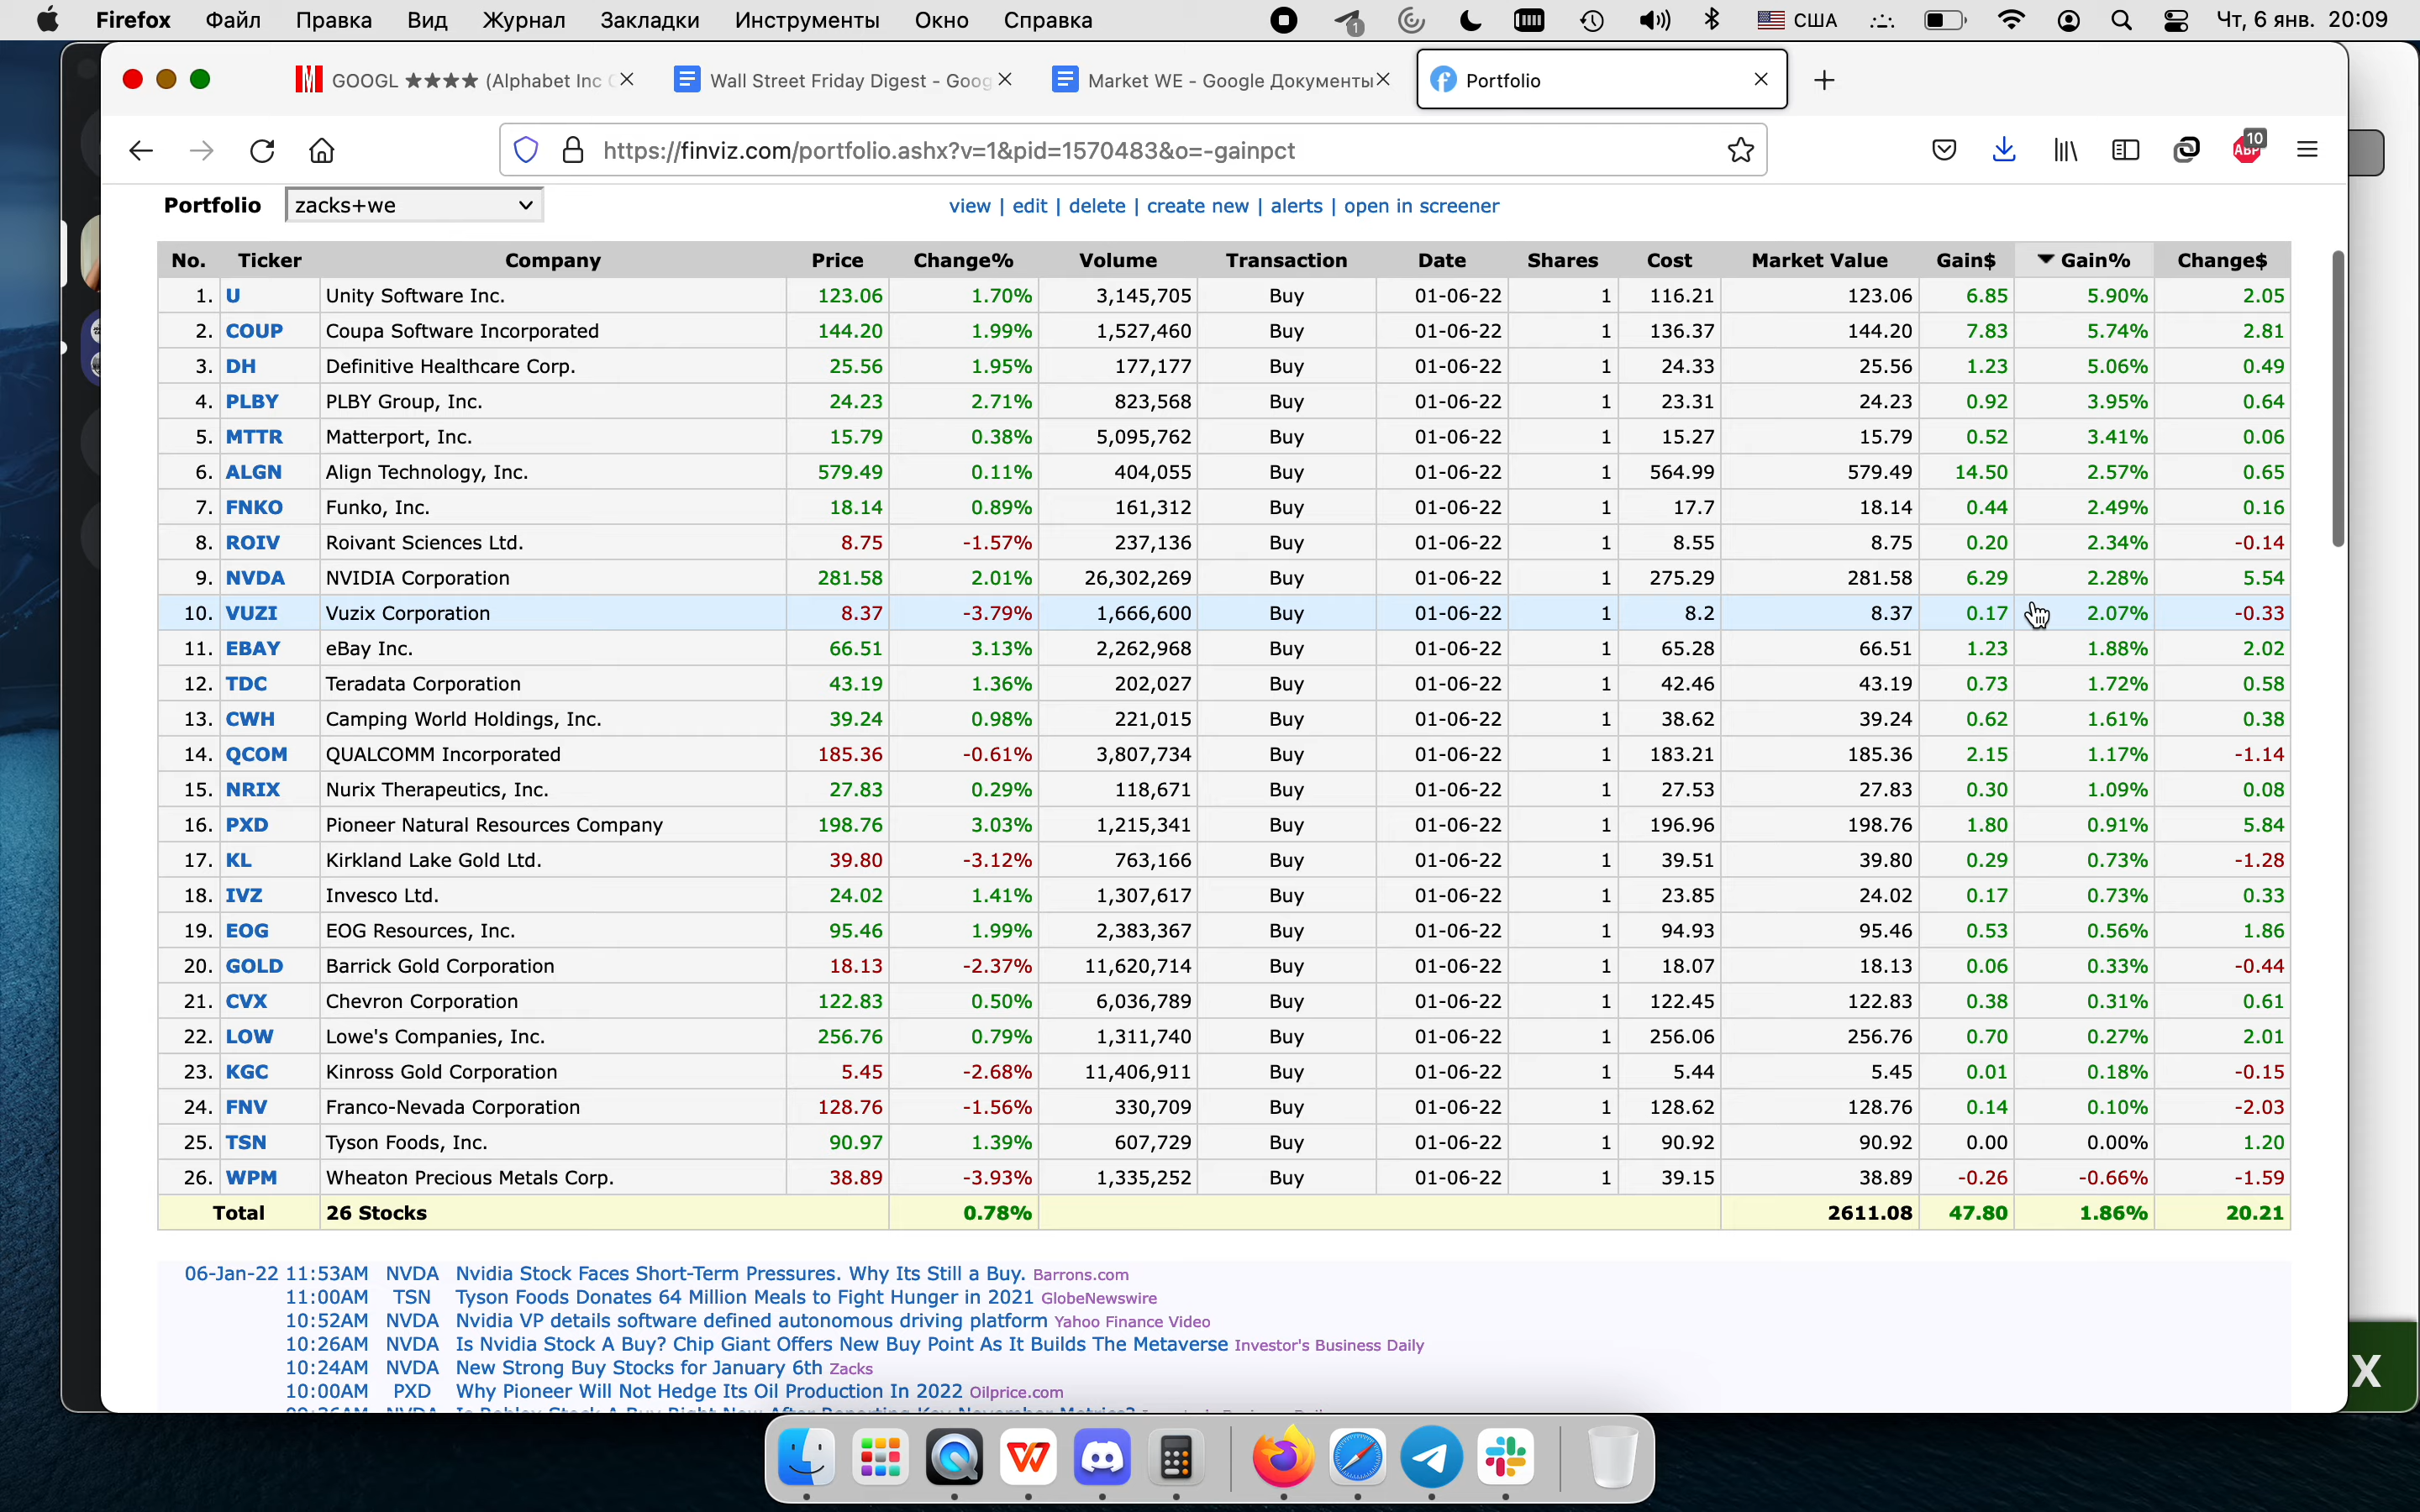 Firefox Файл Правка Вид Журнал Закладки Инструменты Окно Справка 1 США Чт, 6 янв. 20:09
GOOGL ★★★★ (Alphabet Inc Wall Street Friday Digest - Goog Market WE - Google Документы Portfolio
https://finviz.com/portfolio.ashx?v=1&pid=1570483&o=-gainpct ABP 10
Portfolio zacks+we view | edit | delete | create new | alerts | open in screener
No. Ticker Company Price Change% Volume Transaction Date Shares Cost Market Value Gain$ Gain% Change$
1. U Unity Software Inc. 123.06 1.70% 3,145,705 Buy 01-06-22 1 116.21 123.06 6.85 5.90% 2.05
2. COUP Coupa Software Incorporated 144.20 1.99% 1,527,460 Buy 01-06-22 1 136.37 144.20 7.83 5.74% 2.81
3. DH Definitive Healthcare Corp. 25.56 1.95% 177,177 Buy 01-06-22 1 24.33 25.56 1.23 5.06% 0.49
4. PLBY PLBY Group, Inc. 24.23 2.71% 823,568 Buy 01-06-22 1 23.31 24.23 0.92 3.95% 0.64
5. MTTR Matterport, Inc. 15.79 0.38% 5,095,762 Buy 01-06-22 1 15.27 15.79 0.52 3.41% 0.06
6. ALGN Align Technology, Inc. 579.49 0.11% 404,055 Buy 01-06-22 1 564.99 579.49 14.50 2.57% 0.65
7. FNKO Funko, Inc. 18.14 0.89% 161,312 Buy 01-06-22 1 17.7 18.14 0.44 2.49% 0.16
8. ROIV Roivant Sciences Ltd. 8.75 -1.57% 237,136 Buy 01-06-22 1 8.55 8.75 0.20 2.34% -0.14
9. NVDA NVIDIA Corporation 281.58 2.01% 26,302,269 Buy 01-06-22 1 275.29 281.58 6.29 2.28% 5.54
10. VUZI Vuzix Corporation 8.37 -3.79% 1,666,600 Buy 01-06-22 1 8.2 8.37 0.17 2.07% -0.33
11. EBAY eBay Inc. 66.51 3.13% 2,262,968 Buy 01-06-22 1 65.28 66.51 1.23 1.88% 2.02
12. TDC Teradata Corporation 43.19 1.36% 202,027 Buy 01-06-22 1 42.46 43.19 0.73 1.72% 0.58
13. CWH Camping World Holdings, Inc. 39.24 0.98% 221,015 Buy 01-06-22 1 38.62 39.24 0.62 1.61% 0.38
14. QCOM QUALCOMM Incorporated 185.36 -0.61% 3,807,734 Buy 01-06-22 1 183.21 185.36 2.15 1.17% -1.14
15. NRIX Nurix Therapeutics, Inc. 27.83 0.29% 118,671 Buy 01-06-22 1 27.53 27.83 0.30 1.09% 0.08
16. PXD Pioneer Natural Resources Company 198.76 3.03% 1,215,341 Buy 01-06-22 1 196.96 198.76 1.80 0.91% 5.84
17. KL Kirkland Lake Gold Ltd. 39.80 -3.12% 763,166 Buy 01-06-22 1 39.51 39.80 0.29 0.73% -1.28
18. IVZ Invesco Ltd. 24.02 1.41% 1,307,617 Buy 01-06-22 1 23.85 24.02 0.17 0.73% 0.33
19. EOG EOG Resources, Inc. 95.46 1.99% 2,383,367 Buy 01-06-22 1 94.93 95.46 0.53 0.56% 1.86
20. GOLD Barrick Gold Corporation 18.13 -2.37% 11,620,714 Buy 01-06-22 1 18.07 18.13 0.06 0.33% -0.44
21. CVX Chevron Corporation 122.83 0.50% 6,036,789 Buy 01-06-22 1 122.45 122.83 0.38 0.31% 0.61
22. LOW Lowe's Companies, Inc. 256.76 0.79% 1,311,740 Buy 01-06-22 1 256.06 256.76 0.70 0.27% 2.01
23. KGC Kinross Gold Corporation 5.45 -2.68% 11,406,911 Buy 01-06-22 1 5.44 5.45 0.01 0.18% -0.15
24. FNV Franco-Nevada Corporation 128.76 -1.56% 330,709 Buy 01-06-22 1 128.62 128.76 0.14 0.10% -2.03
25. TSN Tyson Foods, Inc. 90.97 1.39% 607,729 Buy 01-06-22 1 90.92 90.92 0.00 0.00% 1.20
26. WPM Wheaton Precious Metals Corp. 38.89 -3.93% 1,335,252 Buy 01-06-22 1 39.15 38.89 -0.26 -0.66% -1.59
Total 26 Stocks 0.78% 2611.08 47.80 1.86% 20.21
06-Jan-22 11:53AM NVDA Nvidia Stock Faces Short-Term Pressures. Why Its Still a Buy. Barrons.com
11:00AM TSN Tyson Foods Donates 64 Million Meals to Fight Hunger in 2021 GlobeNewswire
10:52AM NVDA Nvidia VP details software defined autonomous driving platform Yahoo Finance Video
10:26AM NVDA Is Nvidia Stock A Buy? Chip Giant Offers New Buy Point As It Builds The Metaverse Investor's Business Daily
10:24AM NVDA New Strong Buy Stocks for January 6th Zacks
10:00AM PXD Why Pioneer Will Not Hedge Its Oil Production In 2022 Oilprice.com
X